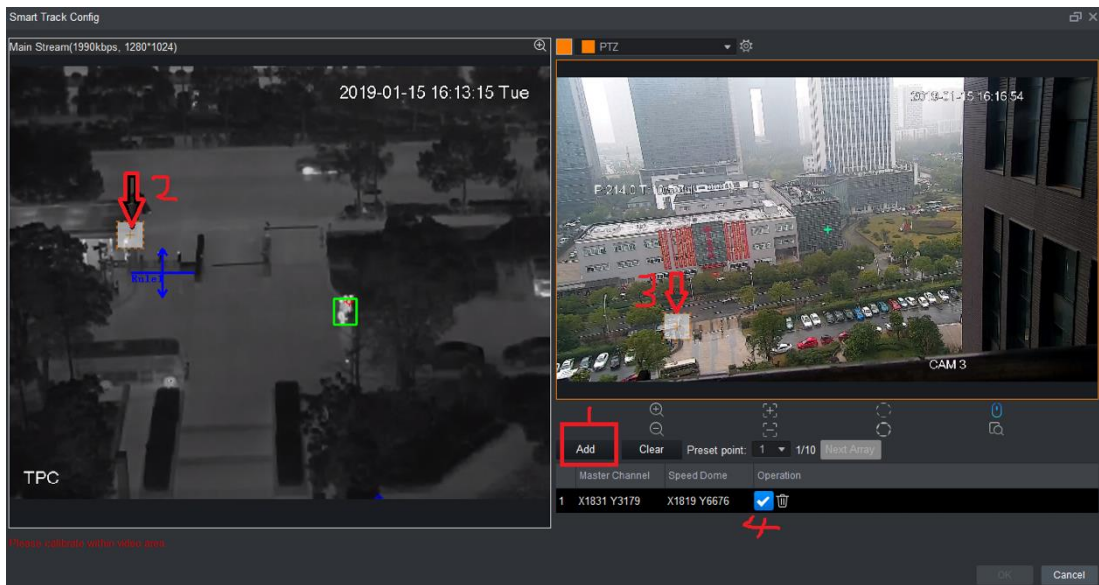 Smart Track Config
Main Stream(1990kbps, 1280*1024)
PTZ
2019-01-15 16:13:15 Tue
2
Rule1
TPC
2019-01-15 16:16:54
3
CAM 3
1
Add Clear Preset point: 1 1/10 Next Array
Master Channel Speed Dome Operation
1 X1831 Y3179 X1819 Y6676
4
Please calibrate within video area.
OK Cancel